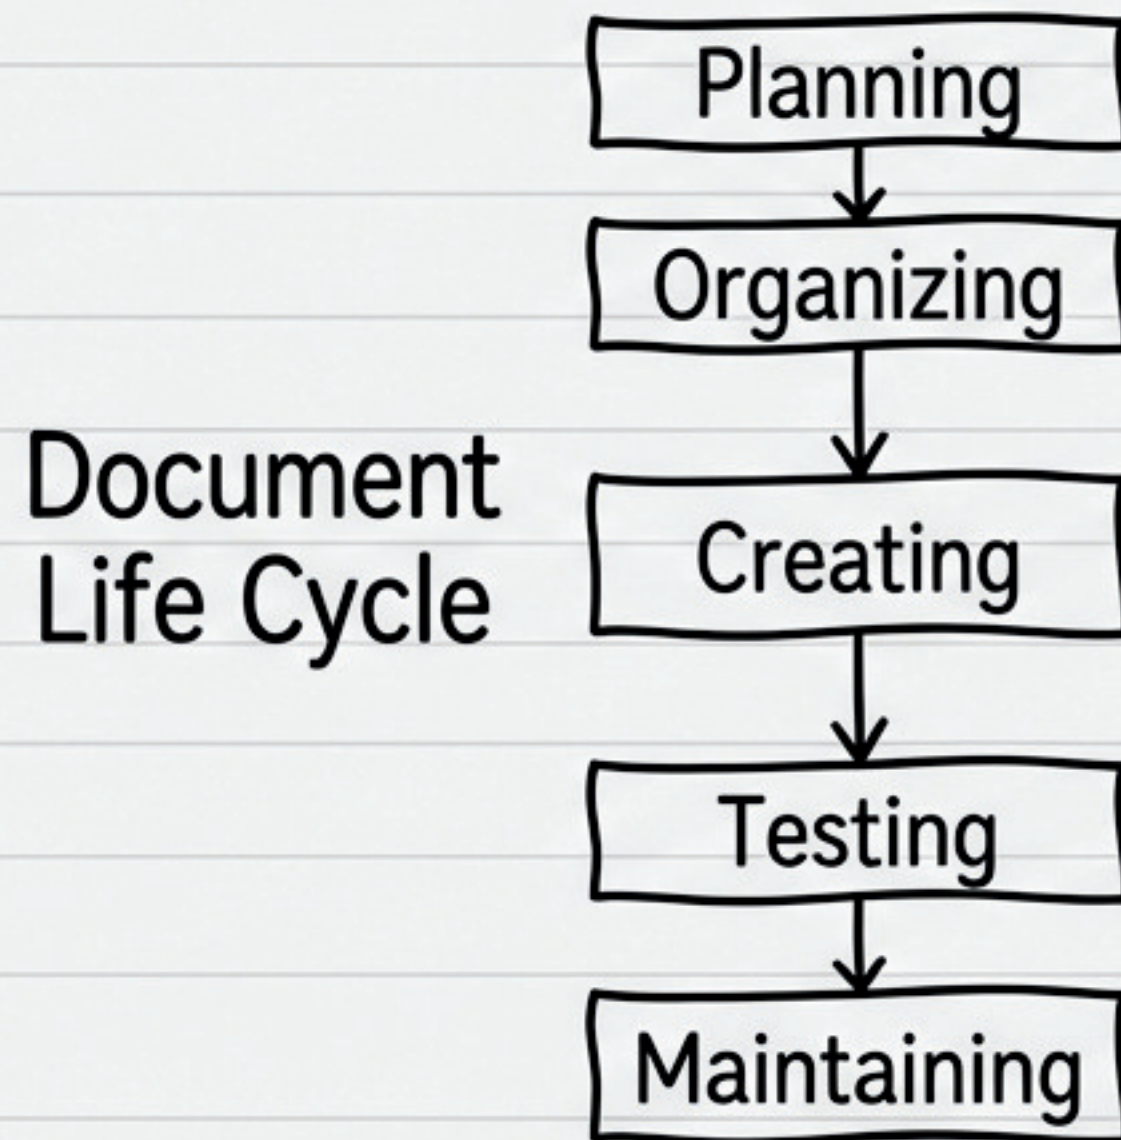 Planning
Organizing
Document
Life Cycle
Creating
Testing
Maintaining